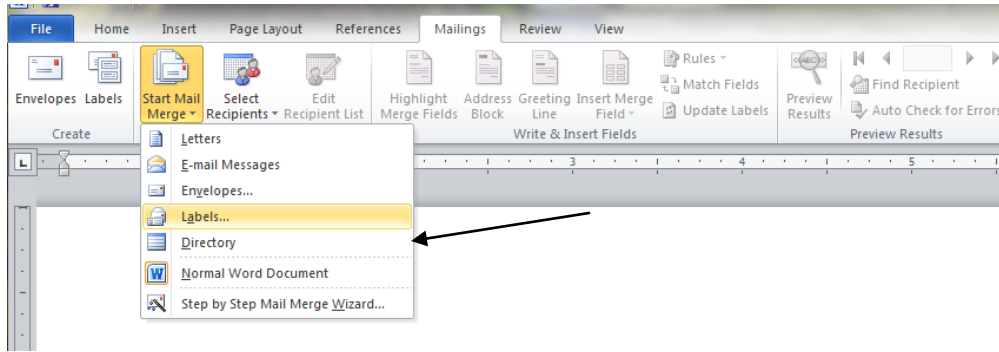 File Home Insert Page Layout References Mailings Review View
Envelopes Labels
Create
Start Mail Merge
Select Recipients
Edit Recipient List
Highlight Merge Fields
Address Block
Greeting Line
Insert Merge Field
Rules
Match Fields
Update Labels
Write & Insert Fields
«ABC»
Preview Results
Find Recipient
Auto Check for Errors
Preview Results
L 3 4 5
Letters
E-mail Messages
Envelopes...
Labels...
Directory
W Normal Word Document
Step by Step Mail Merge Wizard...